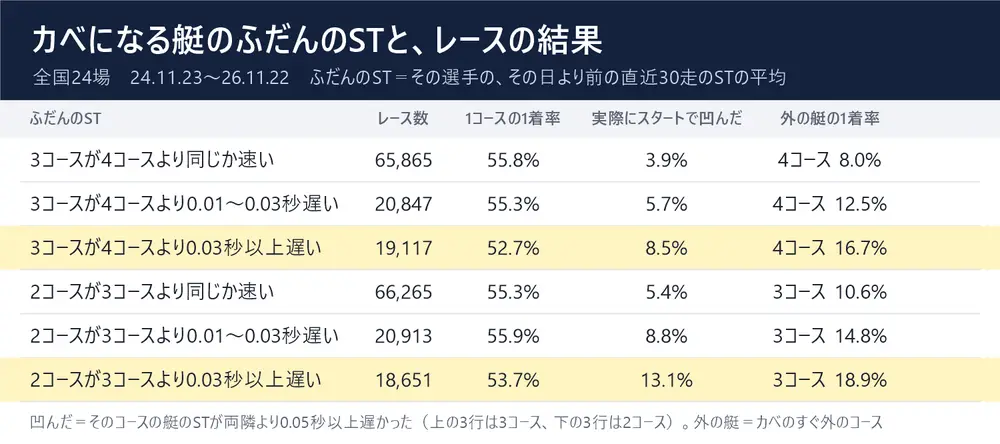 カベになる艇のふだんのSTと、レースの結果
全国24場　24.11.23〜26.11.22　ふだんのST＝その選手の、その日より前の直近30走のSTの平均
ふだんのST　レース数　1コースの1着率　実際にスタートで凹んだ　外の艇の1着率
3コースが4コースより同じか速い　65,865　55.8%　3.9%　4コース 8.0%
3コースが4コースより0.01〜0.03秒遅い　20,847　55.3%　5.7%　4コース 12.5%
3コースが4コースより0.03秒以上遅い　19,117　52.7%　8.5%　4コース 16.7%
2コースが3コースより同じか速い　66,265　55.3%　5.4%　3コース 10.6%
2コースが3コースより0.01〜0.03秒遅い　20,913　55.9%　8.8%　3コース 14.8%
2コースが3コースより0.03秒以上遅い　18,651　53.7%　13.1%　3コース 18.9%
凹んだ＝そのコースの艇のSTが両隣より0.05秒以上遅かった（上の3行は3コース、下の3行は2コース）。外の艇＝カベのすぐ外のコース